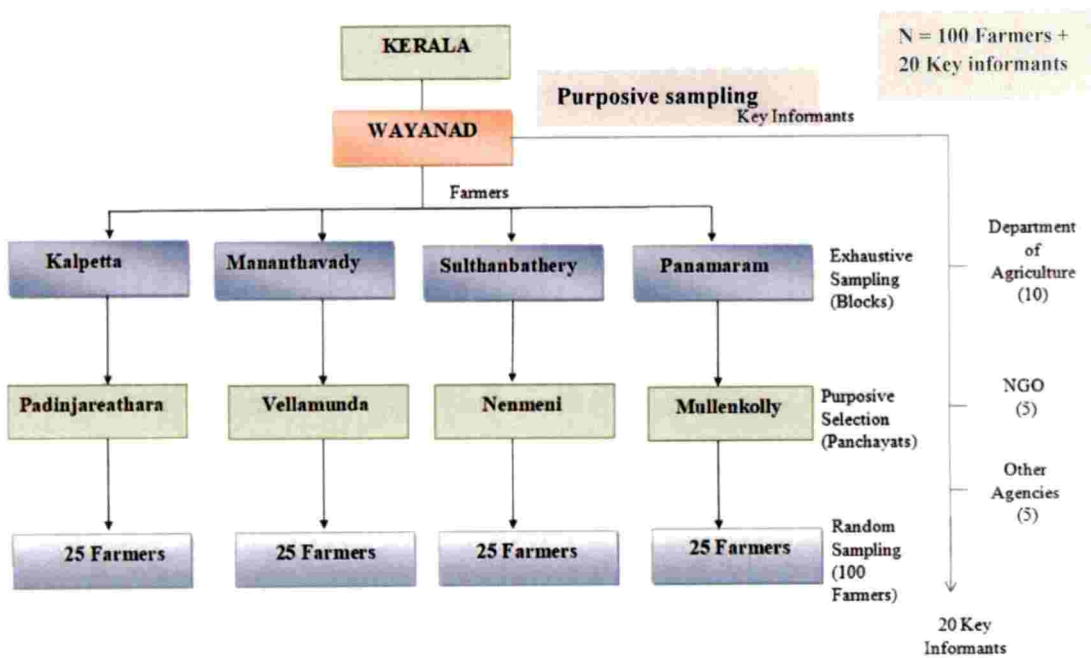 KERALA
N = 100 Farmers +
20 Key informants
Purposive sampling
Key Informants
WAYANAD
Farmers
Kalpetta
Mananthavady
Sulthanbathery
Panamaram
Exhaustive
Sampling
(Blocks)
Department
of
Agriculture
(10)
Padinjareathara
Vellamunda
Nenmeni
Mullenkolly
Purposive
Selection
(Panchayats)
NGO
(5)
Other
Agencies
(5)
25 Farmers
25 Farmers
25 Farmers
25 Farmers
Random
Sampling
(100
Farmers)
20 Key
Informants